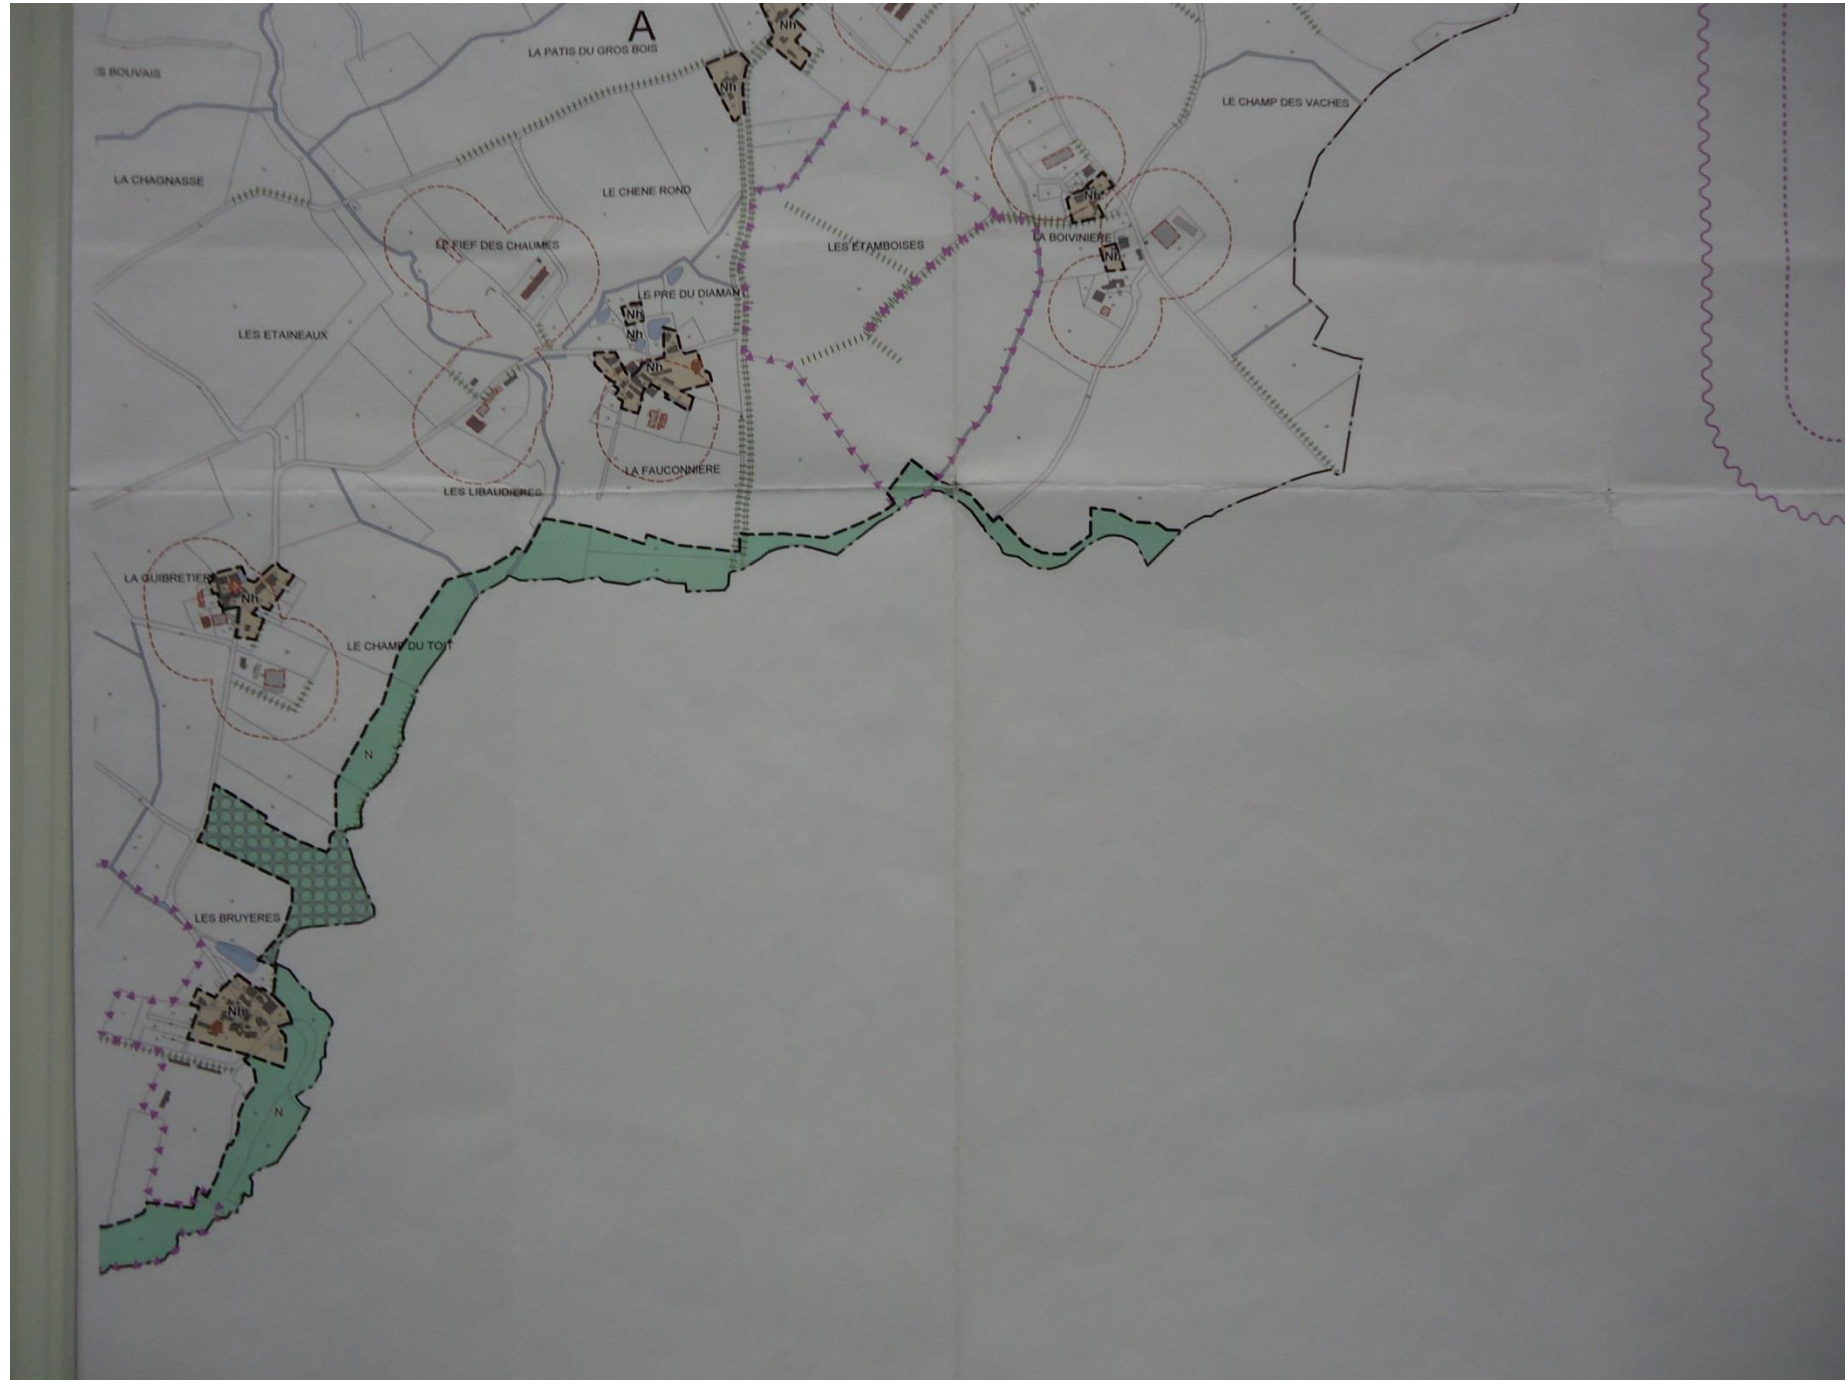 A
Nh
LA PATIS DU GROS BOIS
S BOUVAIS
Nh
LE CHAMP DES VACHES
LA CHAGNASSE
LE CHENE ROND
Nh
LE FIEF DES CHAUMES
LES ETAMBOISES
LA BOIVINIERE
Nh
LE PRE DU DIAMANT
Nh
LES ETAINEAUX
Nh
Nh
LA FAUCONNIERE
LES LIBAUDIERES
LA GUIBRETIERE
Nh
LE CHAMP DU TOIT
N
LES BRUYERES
Nh
N